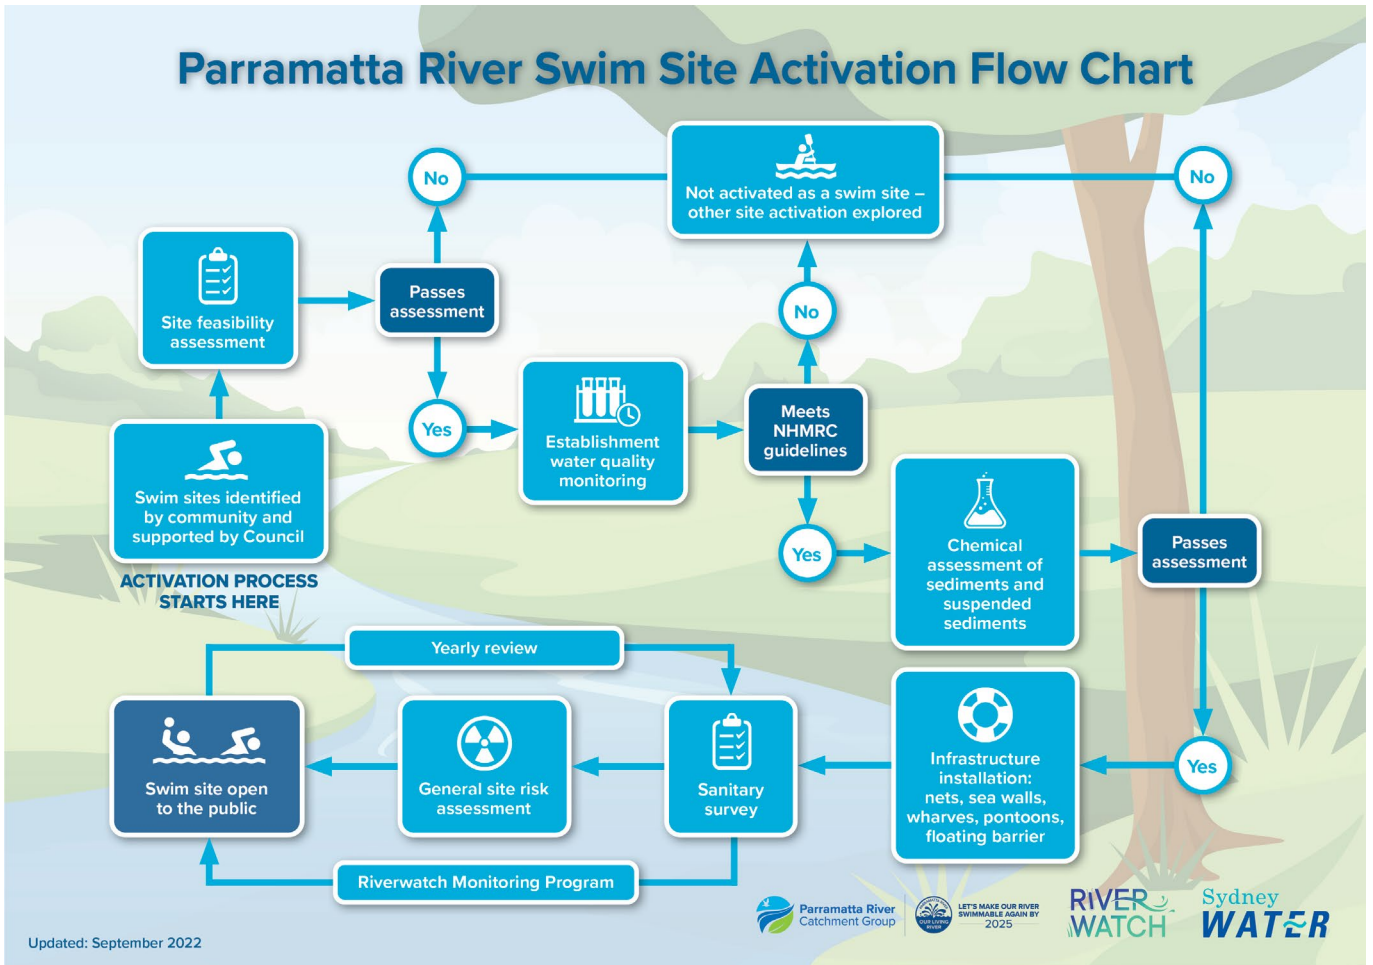 Parramatta River Swim Site Activation Flow Chart
No
Not activated as a swim site –
other site activation explored
No
Site feasibility
assessment
Passes
assessment
No
Yes
Establishment
water quality
monitoring
Meets
NHMRC
guidelines
Swim sites identified
by community and
supported by Council
ACTIVATION PROCESS
STARTS HERE
Yes
Chemical
assessment of
sediments and
suspended
sediments
Passes
assessment
Yearly review
Swim site open
to the public
General site risk
assessment
Sanitary
survey
Infrastructure
installation:
nets, sea walls,
wharves, pontoons,
floating barrier
Yes
Riverwatch Monitoring Program
Parramatta River
Catchment Group
OUR LIVING
RIVER
LET'S MAKE OUR RIVER
SWIMMABLE AGAIN BY
2025
RIVER
WATCH
Sydney
WATER
Updated: September 2022